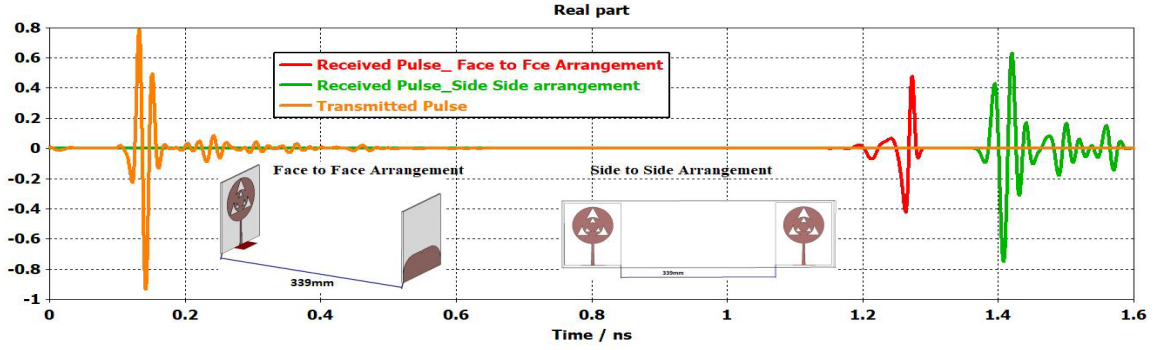 Real part
0.8
0.6
0.4
0.2
0
-0.2
-0.4
-0.6
-0.8
-1
Received Pulse_ Face to Fce Arrangement
Received Pulse_Side Side arrangement
Transmitted Pulse
Face to Face Arrangement
Side to Side Arrangement
339mm
339mm
0 0.2 0.4 0.6 0.8 1 1.2 1.4 1.6
Time / ns